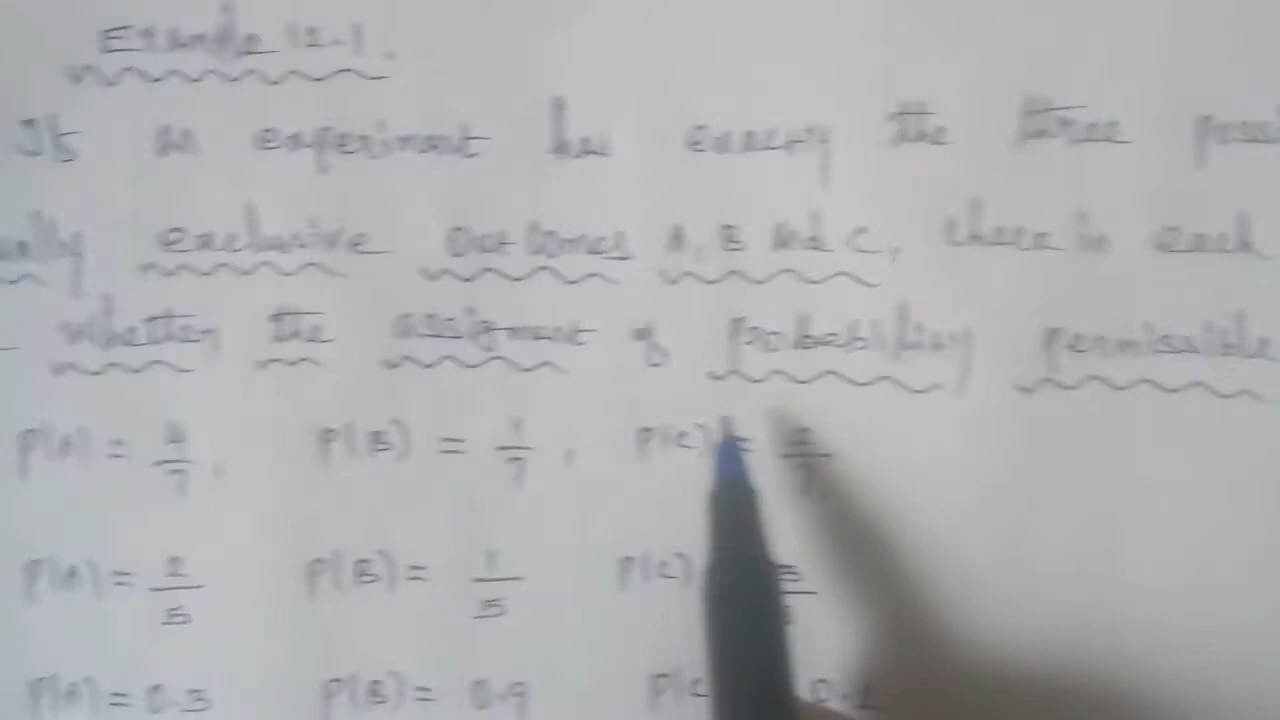 Example 12.1.
If an experiment has exactly the three possi
ually exclusive outcomes A, B and C, check in each
whether the assignment of probability permissible
P(A) = 4/7, P(B) = 1/7, P(C) =
P(A) = 2/5 P(B) = 1/5 P(C)
P(A) = 0.3 P(B) = 0.9 P(C